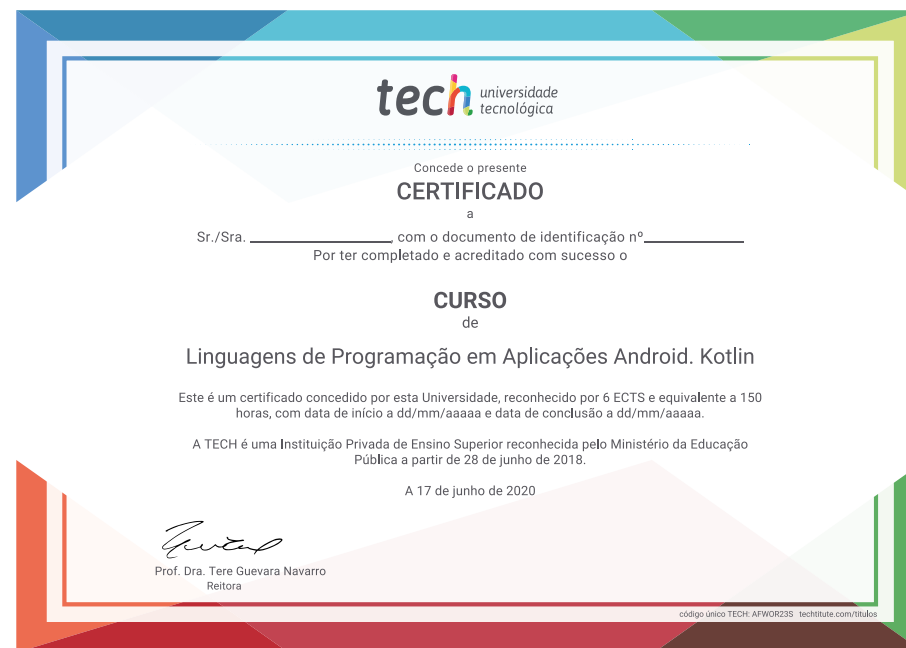 tech universidade
tecnológica
Concede o presente
CERTIFICADO
a
Sr./Sra. ____________________, com o documento de identificação nº______________
Por ter completado e acreditado com sucesso o
CURSO
de
Linguagens de Programação em Aplicações Android. Kotlin
Este é um certificado concedido por esta Universidade, reconhecido por 6 ECTS e equivalente a 150
horas, com data de início a dd/mm/aaaaa e data de conclusão a dd/mm/aaaaa.
A TECH é uma Instituição Privada de Ensino Superior reconhecida pelo Ministério da Educação
Pública a partir de 28 de junho de 2018.
A 17 de junho de 2020
Prof. Dra. Tere Guevara Navarro
Reitora
código único TECH: AFWOR23S techtitute.com/titulos